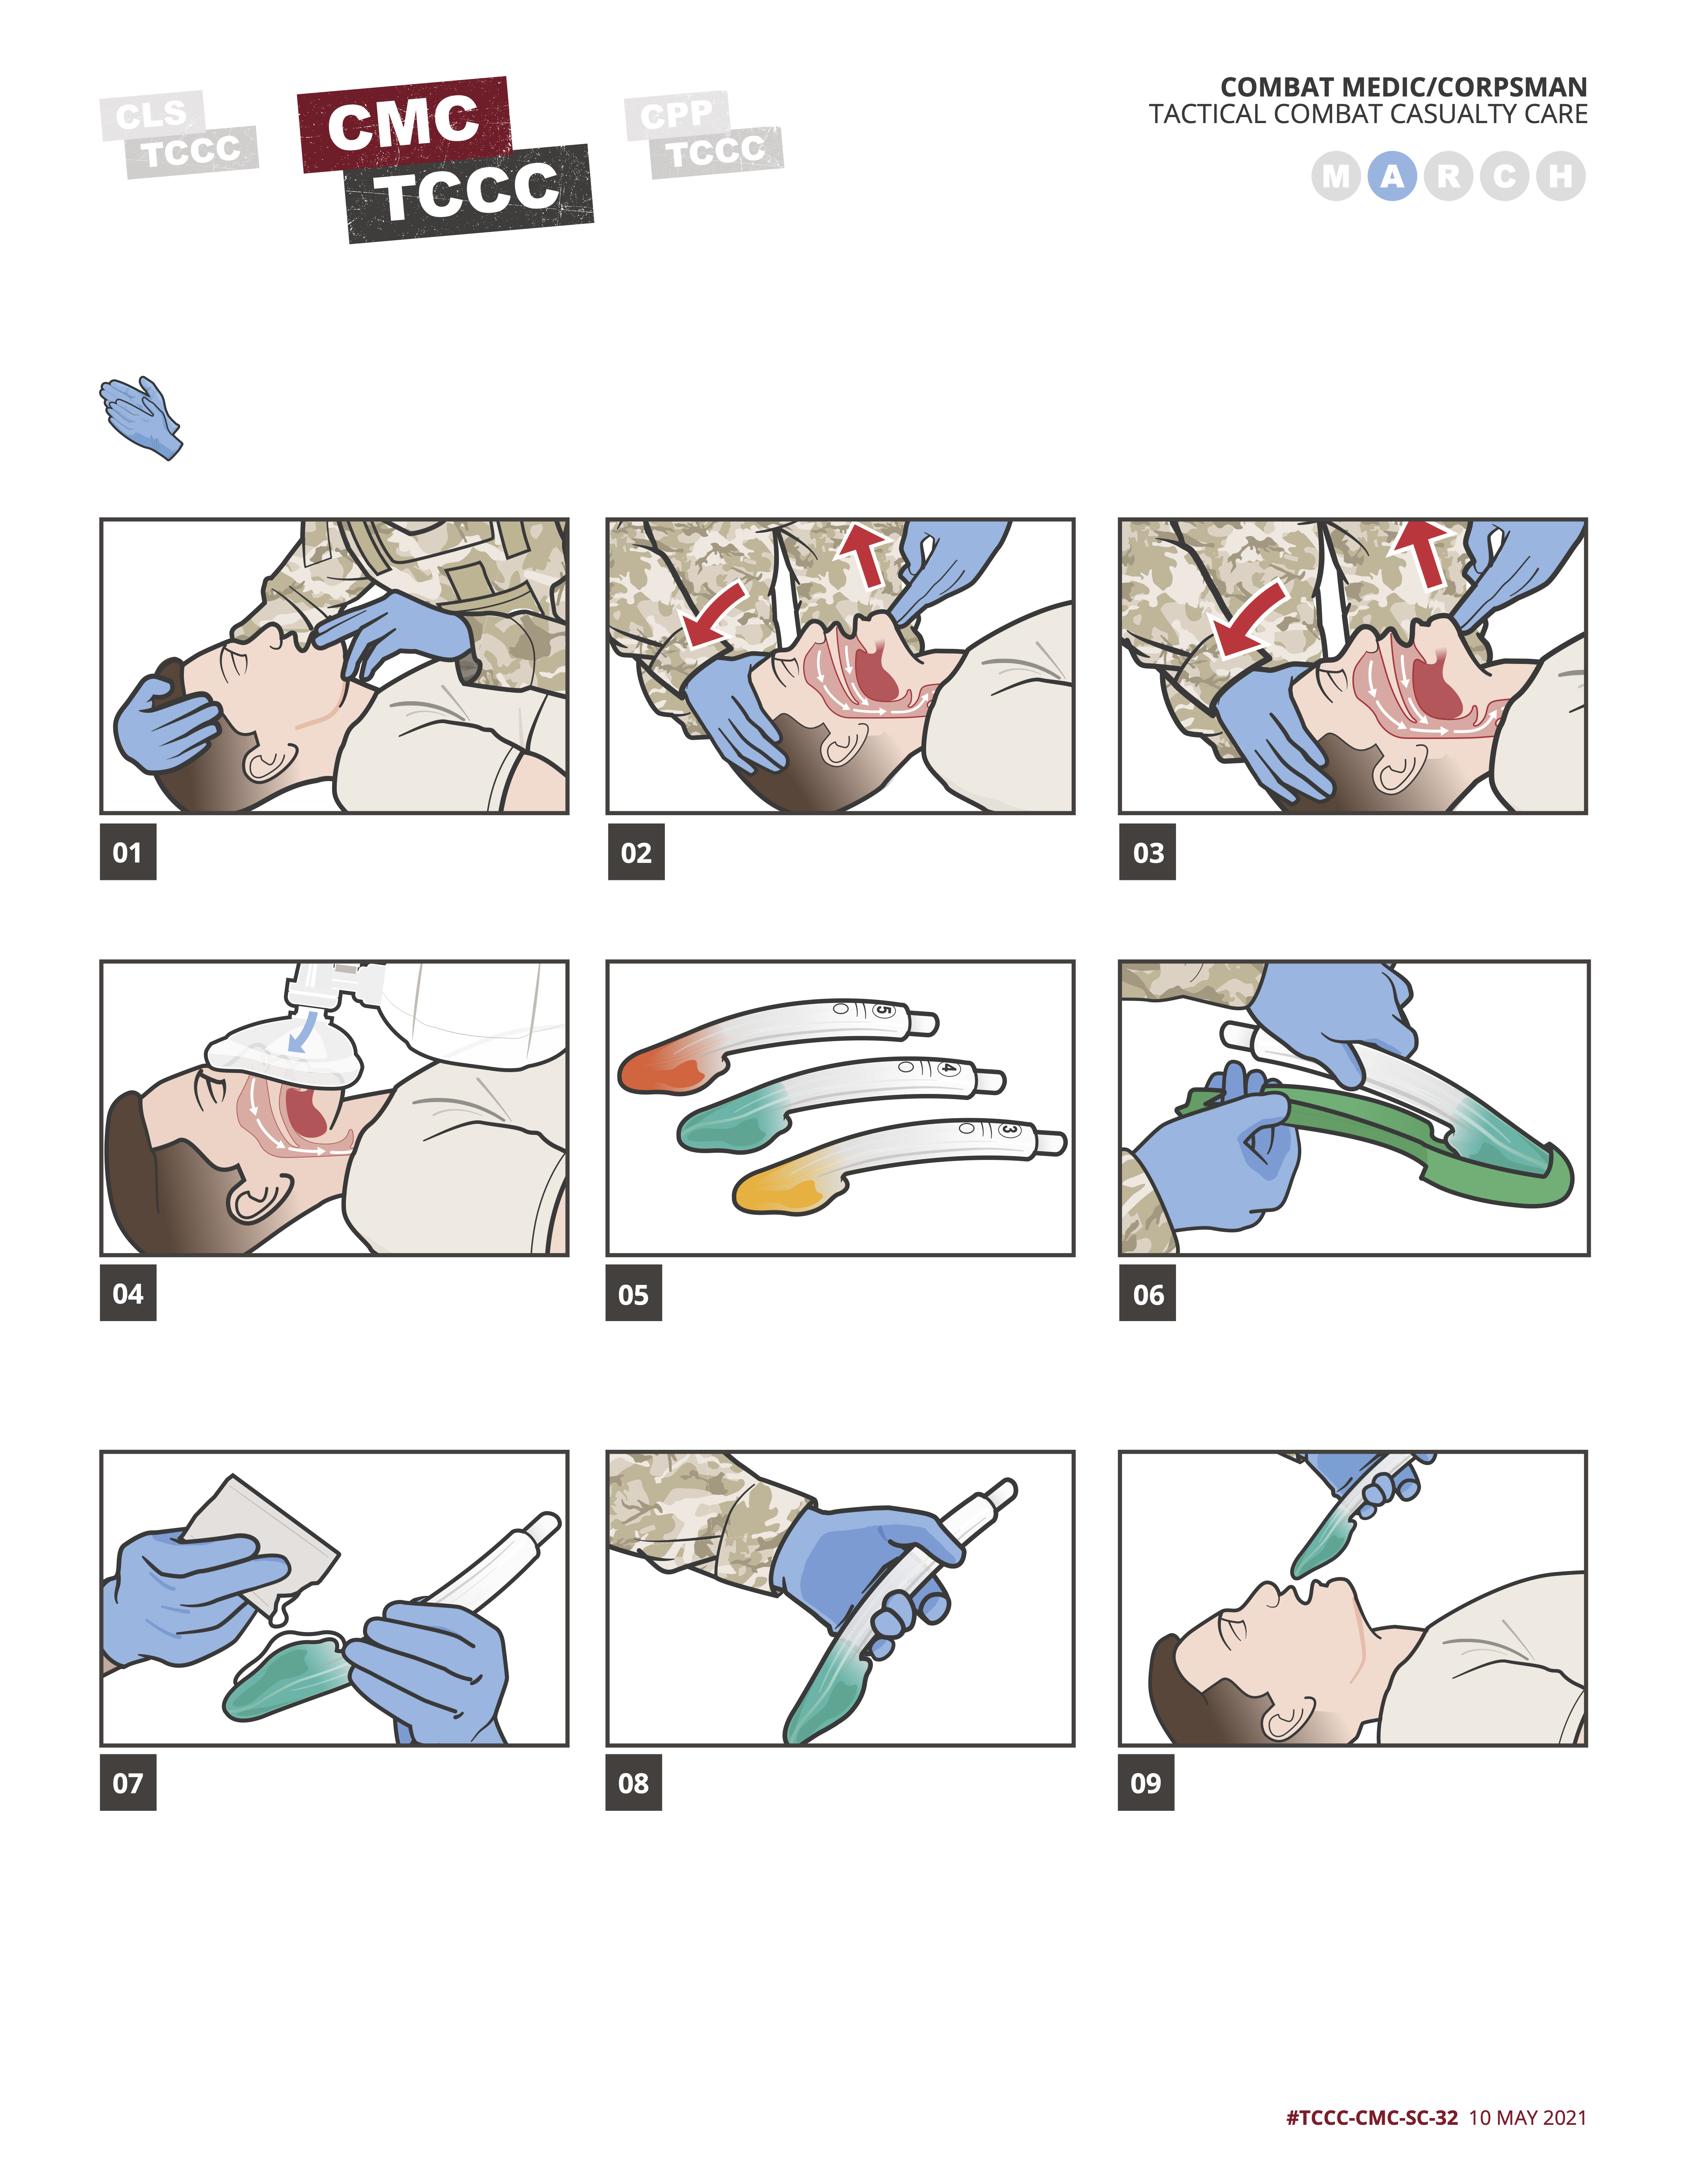 CLS
TCCC
CMC
TCCC
CPP
TCCC
COMBAT MEDIC/CORPSMAN
TACTICAL COMBAT CASUALTY CARE
M A R C H
01
02
03
5
4
3
04
05
06
07
08
09
#TCCC-CMC-SC-32 10 MAY 2021